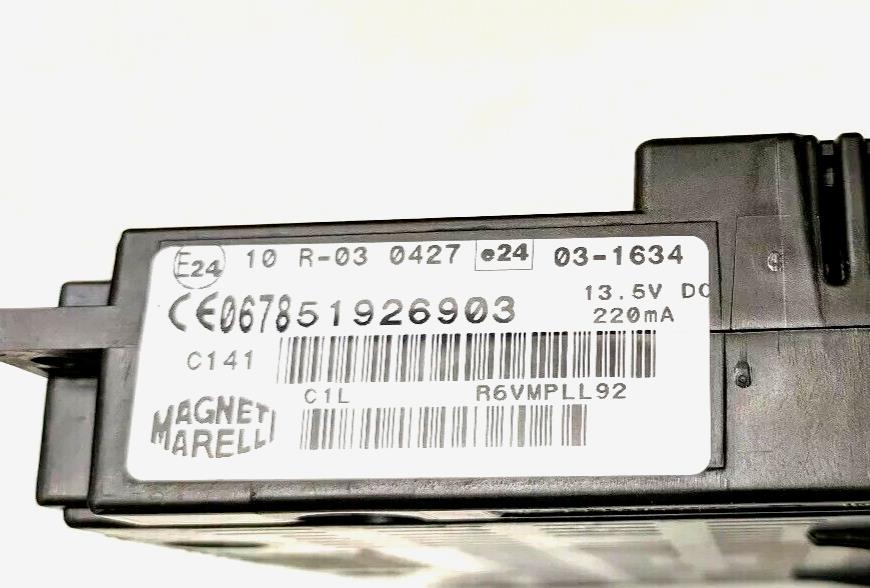 E24 10 R-03 0427 e24 03-1634
CE0678 51926903 13.5V DC
220mA
C141
C1L R6VMPLL92
MAGNETI
MARELLI